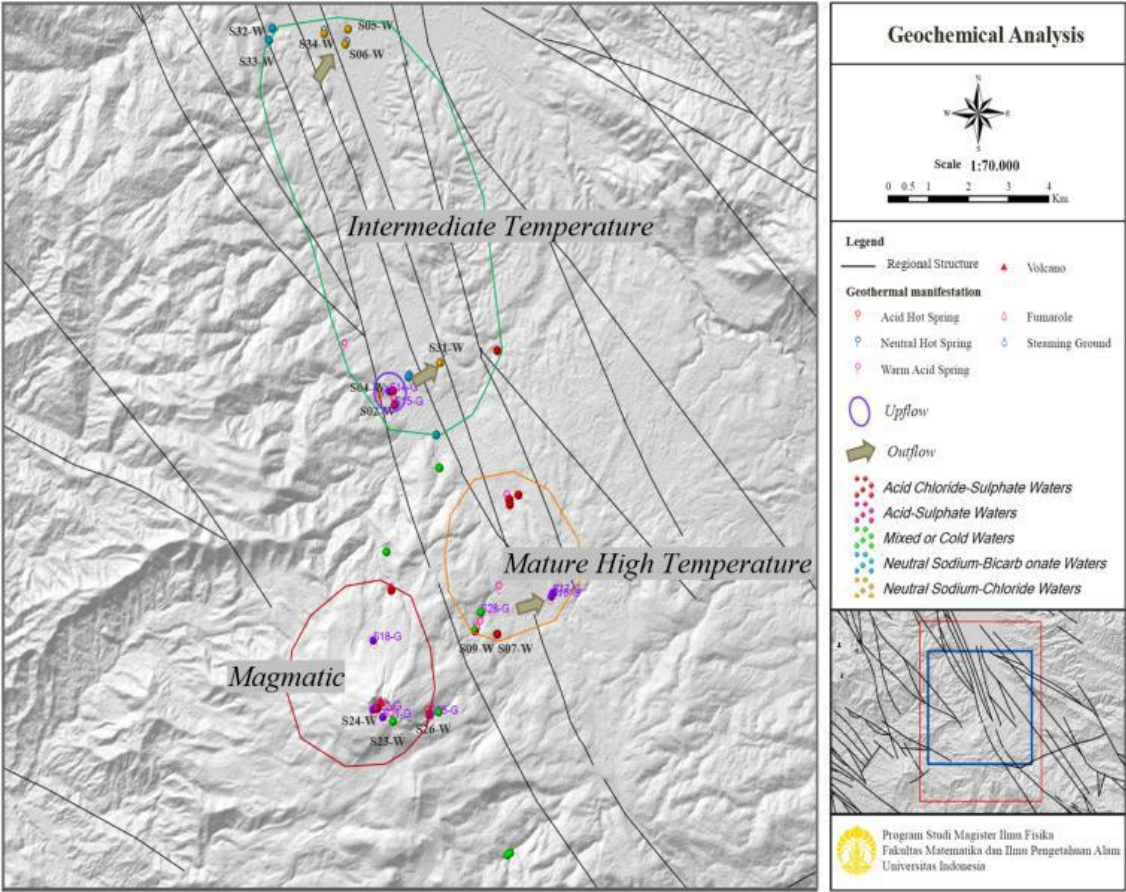 S32-W
S05-W
S34-W
S06-W
S33-W
Intermediate Temperature
S31-W
S04-W
S14-G
S15-G
S02-W
Mature High Temperature
S28-G
S09-W
S07-W
S18-G
Magmatic
S24-W
S26-W
S23-W
Geochemical Analysis
N
W
S
Scale 1:70.000
0 0.5 1 2 3 4
Km
Legend
Regional Structure
Volcano
Geothermal manifestation
Acid Hot Spring
Fumarole
Neutral Hot Spring
Steaming Ground
Warm Acid Spring
Upflow
Outflow
Acid Chloride-Sulphate Waters
Acid-Sulphate Waters
Mixed or Cold Waters
Neutral Sodium-Bicarb onate Waters
Neutral Sodium-Chloride Waters
Program Studi Magister Ilmu Fisika
Fakultas Matematika dan Ilmu Pengetahuan Alam
Universitas Indonesia